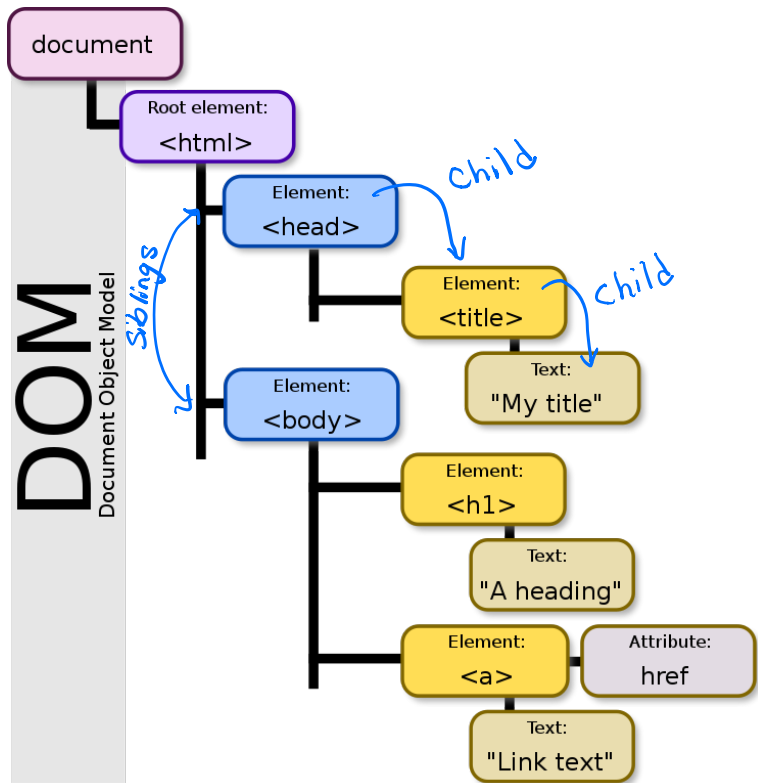 document
Root element:
<html>
Element:
<head>
child
Element:
<title>
child
Text:
"My title"
siblings
DOM
Document Object Model
Element:
<body>
Element:
<h1>
Text:
"A heading"
Element:
<a>
Attribute:
href
Text:
"Link text"